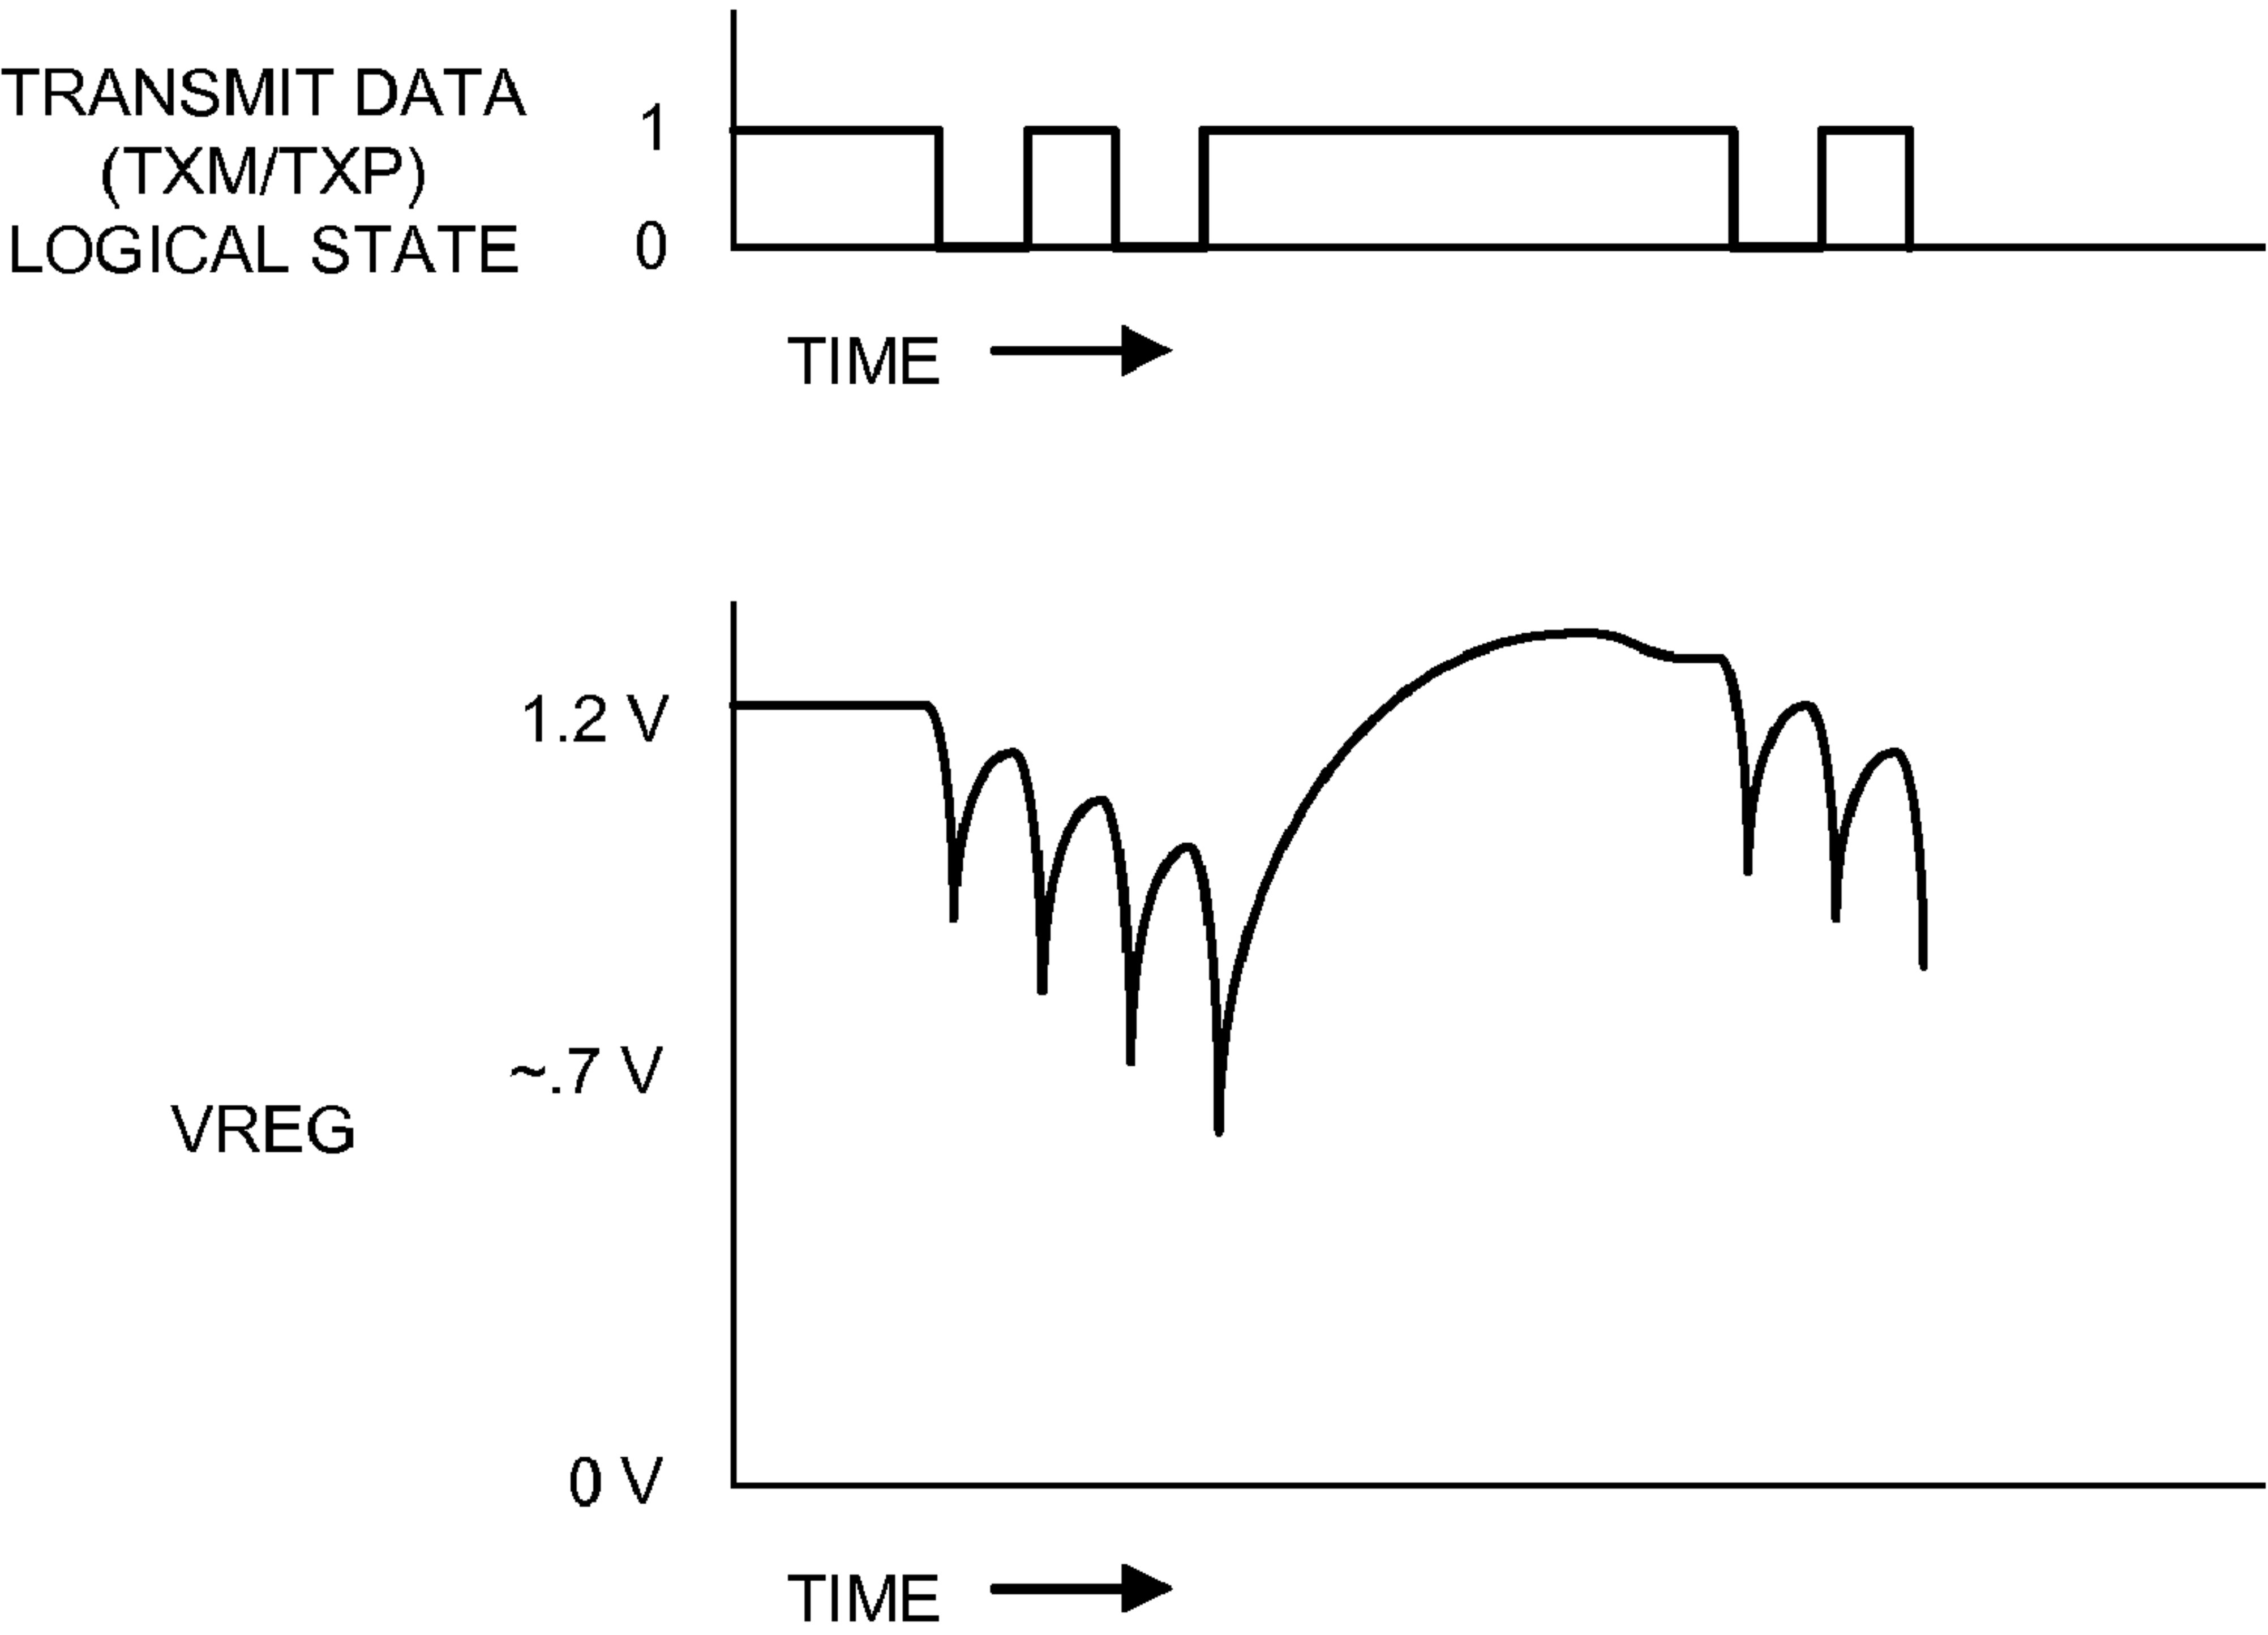 TRANSMIT DATA
(TXM/TXP)
LOGICAL STATE
1
0
TIME
1.2 V
~.7 V
VREG
0 V
TIME